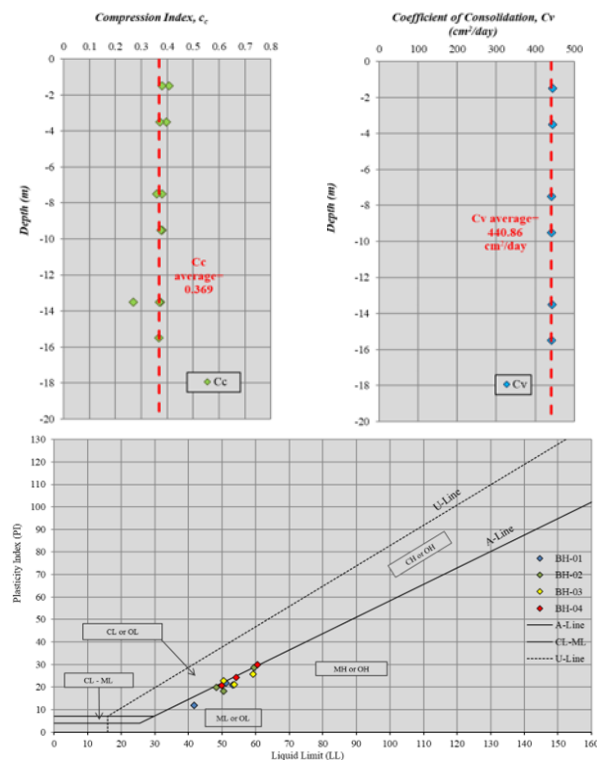 Compression Index, cc
0 0.1 0.2 0.3 0.4 0.5 0.6 0.7 0.8
0
-2
-4
-6
-8
-10
-12
-14
-16
-18
-20
Depth (m)
Cc
average=
0.369
Cc
Coefficient of Consolidation, Cv
(cm²/day)
0 100 200 300 400 500
0
-2
-4
-6
-8
-10
-12
-14
-16
-18
-20
Depth (m)
Cv average=
440.86
cm²/day
Cv
130
120
110
100
90
80
70
60
50
40
30
20
10
0
Plasticity Index (PI)
U-Line
A-Line
CH or OH
CL or OL
CL - ML
ML or OL
MH or OH
BH-01
BH-02
BH-03
BH-04
A-Line
CL-ML
U-Line
0 10 20 30 40 50 60 70 80 90 100 110 120 130 140 150 160
Liquid Limit (LL)